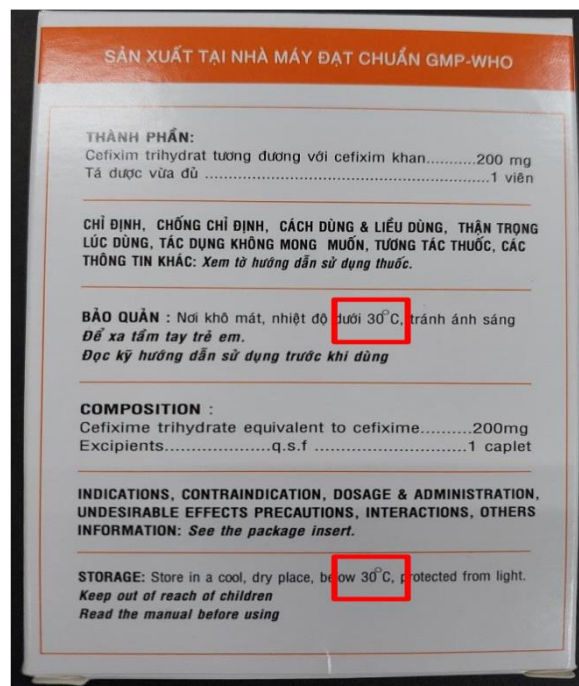 SẢN XUẤT TẠI NHÀ MÁY ĐẠT CHUẨN GMP-WHO
THÀNH PHẦN:
Cefixim trihydrat tương đương với cefixim khan...........200 mg
Tá dược vừa đủ ...............................................................1 viên
CHỈ ĐỊNH, CHỐNG CHỈ ĐỊNH, CÁCH DÙNG & LIỀU DÙNG, THẬN TRỌNG
LÚC DÙNG, TÁC DỤNG KHÔNG MONG MUỐN, TƯƠNG TÁC THUỐC, CÁC
THÔNG TIN KHÁC: Xem tờ hướng dẫn sử dụng thuốc.
BẢO QUẢN : Nơi khô mát, nhiệt độ dưới 30°C, tránh ánh sáng
Để xa tầm tay trẻ em.
Đọc kỹ hướng dẫn sử dụng trước khi dùng
COMPOSITION :
Cefixime trihydrate equivalent to cefixime..........200mg
Excipients...................q.s.f ...........................1 caplet
INDICATIONS, CONTRAINDICATION, DOSAGE & ADMINISTRATION,
UNDESIRABLE EFFECTS PRECAUTIONS, INTERACTIONS, OTHERS
INFORMATION: See the package insert.
STORAGE: Store in a cool, dry place, below 30°C, protected from light.
Keep out of reach of children
Read the manual before using